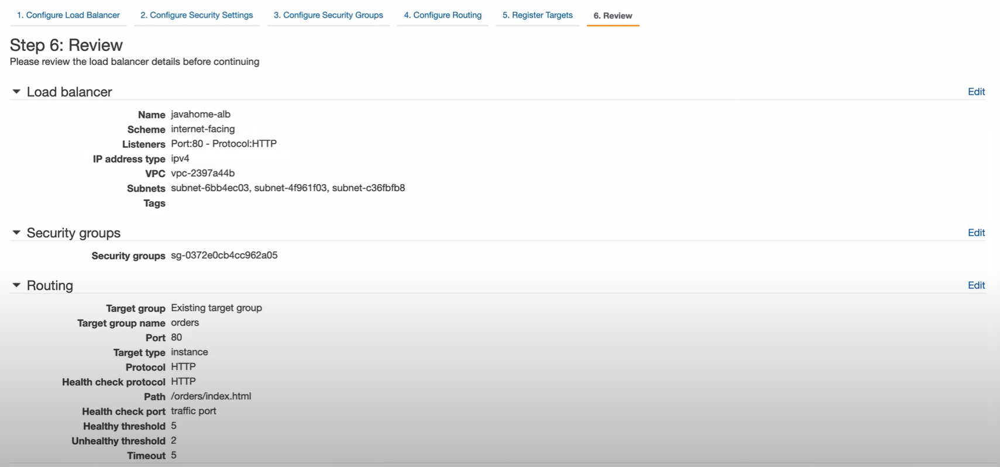 1. Configure Load Balancer 2. Configure Security Settings 3. Configure Security Groups 4. Configure Routing 5. Register Targets 6. Review
Step 6: Review
Please review the load balancer details before continuing
Load balancer Edit
Name javahome-alb
Scheme internet-facing
Listeners Port:80 - Protocol:HTTP
IP address type ipv4
VPC vpc-2397a44b
Subnets subnet-6bb4ec03, subnet-4f961f03, subnet-c36fbfb8
Tags
Security groups Edit
Security groups sg-0372e0cb4cc962a05
Routing Edit
Target group Existing target group
Target group name orders
Port 80
Target type instance
Protocol HTTP
Health check protocol HTTP
Path /orders/index.html
Health check port traffic port
Healthy threshold 5
Unhealthy threshold 2
Timeout 5